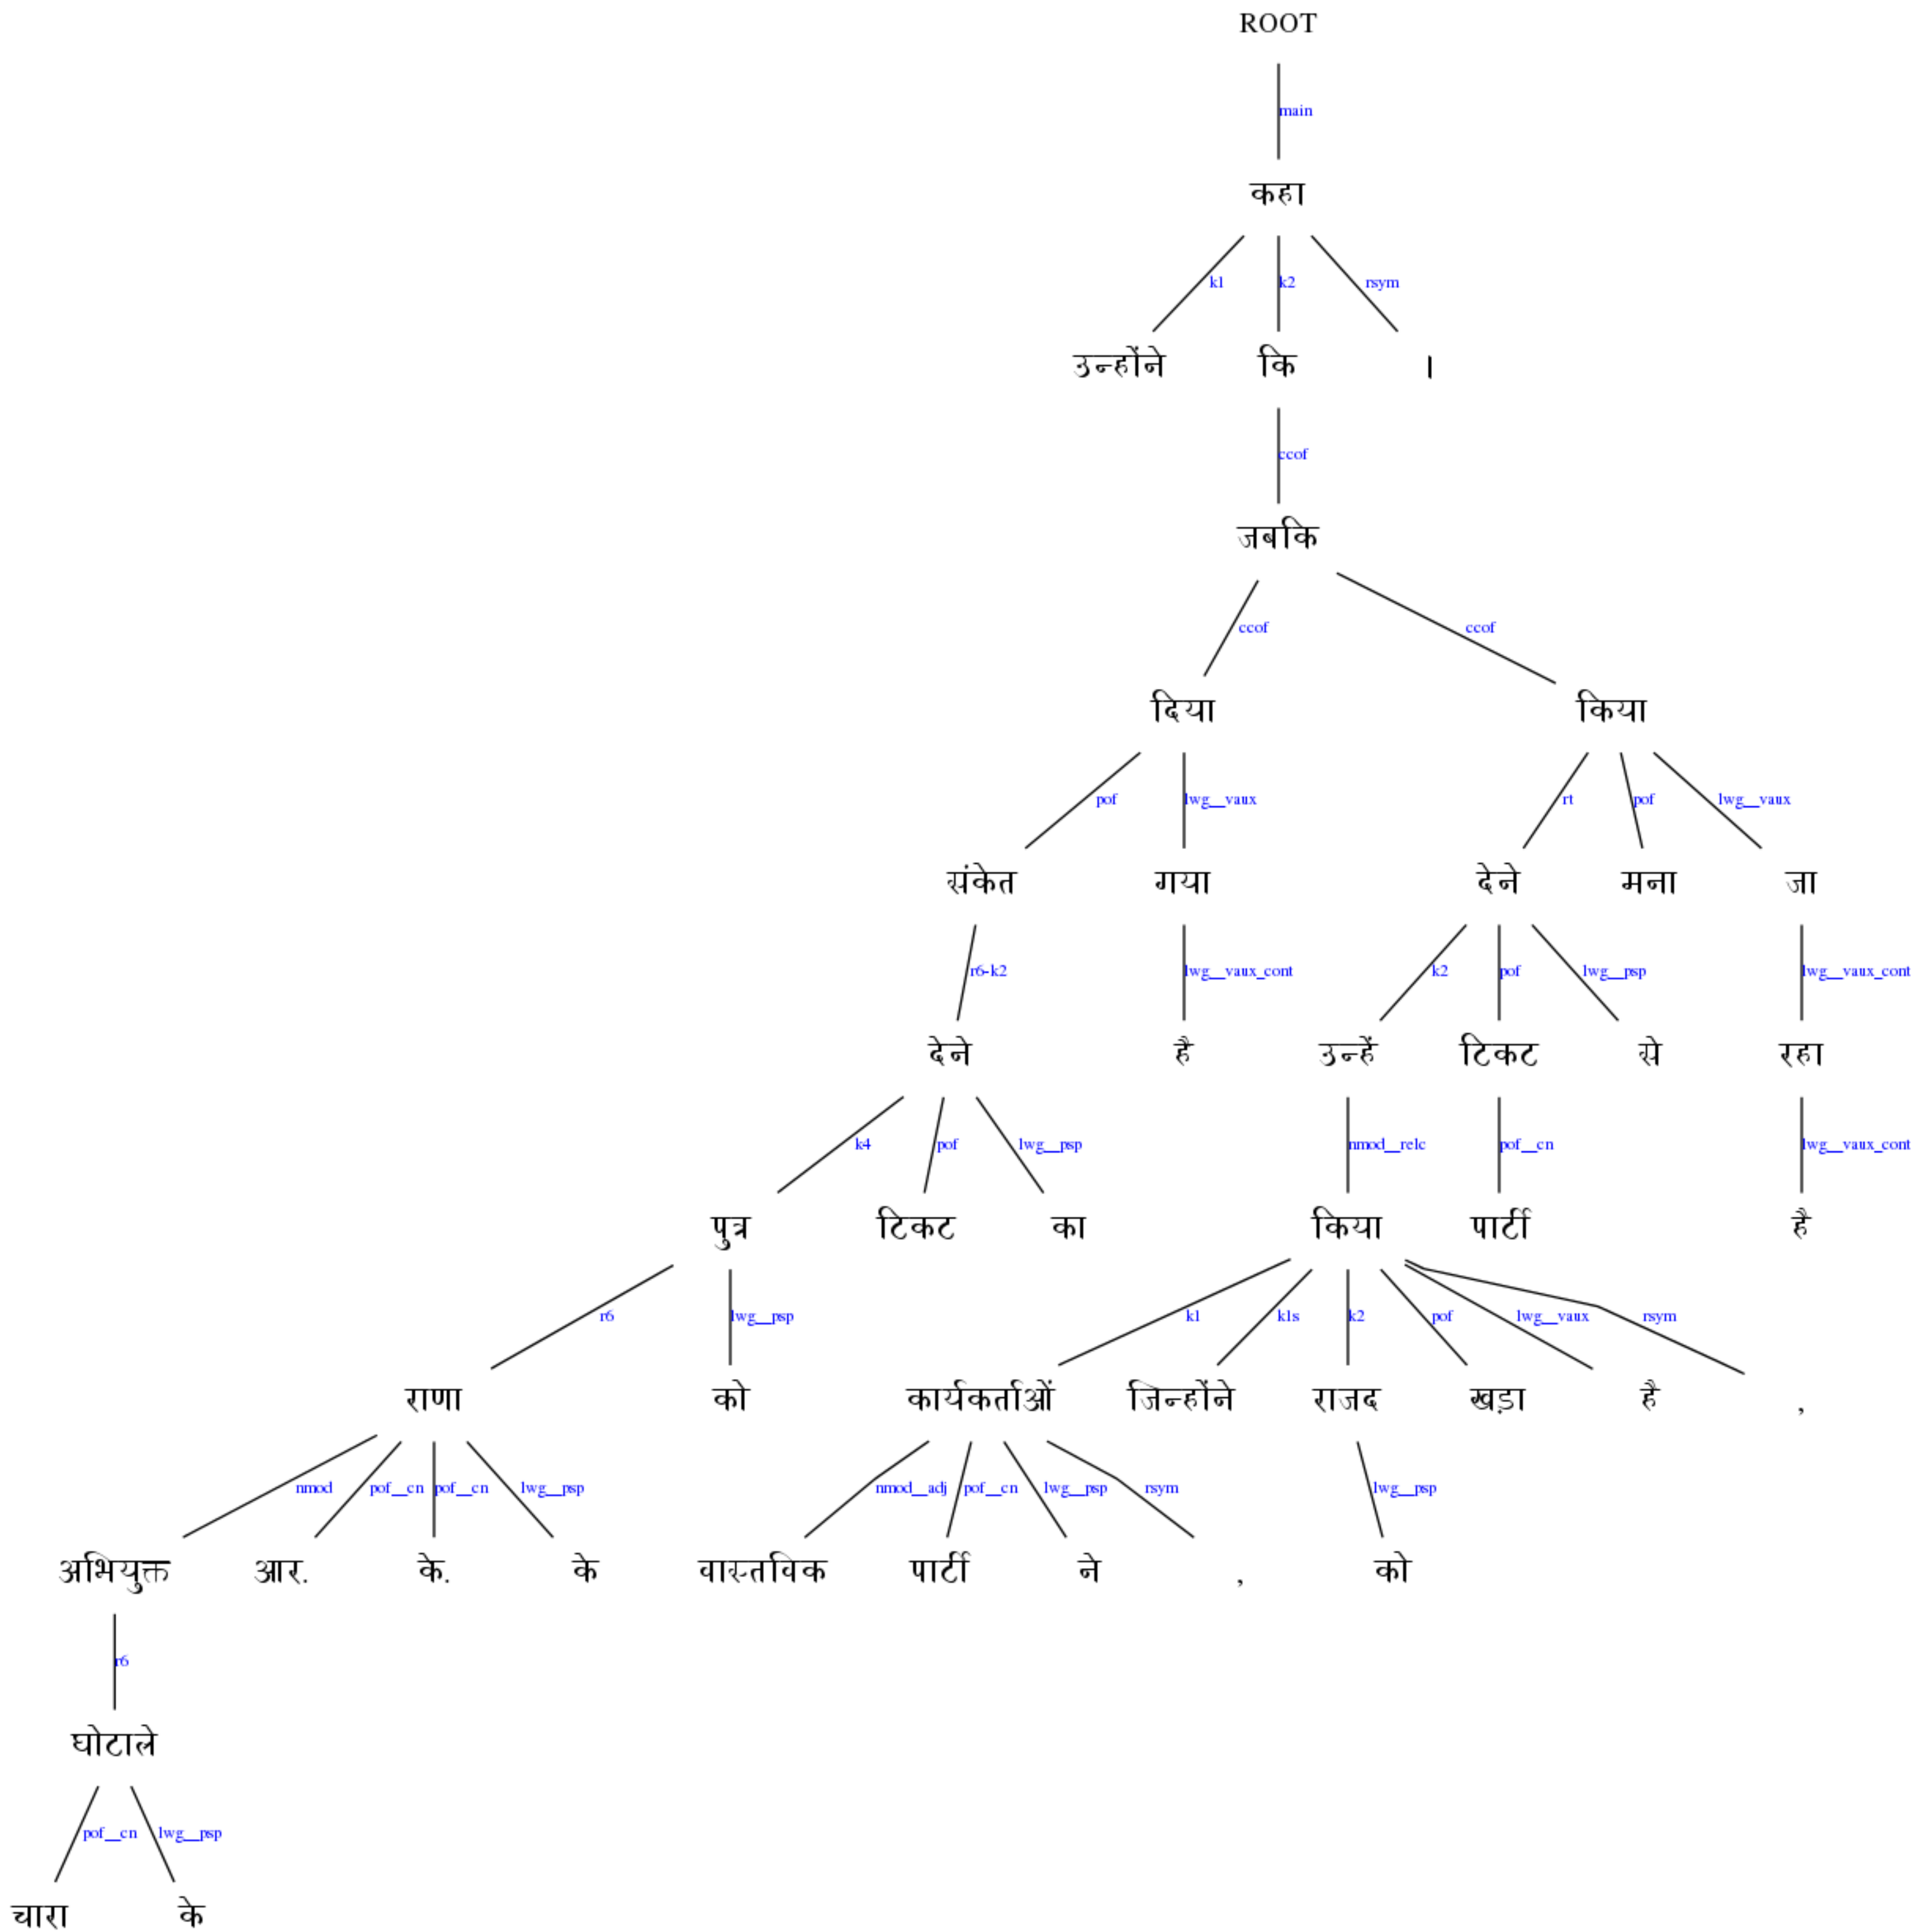 ROOT
main
कहा
k1 k2 rsym
उन्होंने कि ।
ccof
जबकि
ccof ccof
दिया किया
pof lwg__vaux rt pof lwg__vaux
संकेत गया देने मना जा
r6-k2 lwg__vaux_cont k2 pof lwg__psp lwg__vaux_cont
देने है उन्हें टिकट से रहा
k4 pof lwg__psp nmod__relc pof__cn lwg__vaux_cont
पुत्र टिकट का किया पार्टी है
r6 lwg__psp k1 k1s k2 pof lwg__vaux rsym
राणा को कार्यकर्ताओं जिन्होंने राजद खड़ा है ,
nmod pof__cn pof__cn lwg__psp nmod__adj pof__cn lwg__psp rsym lwg__psp
अभियुक्त आर. के. के वास्तविक पार्टी ने , को
r6
घोटाले
pof__cn lwg__psp
चारा के